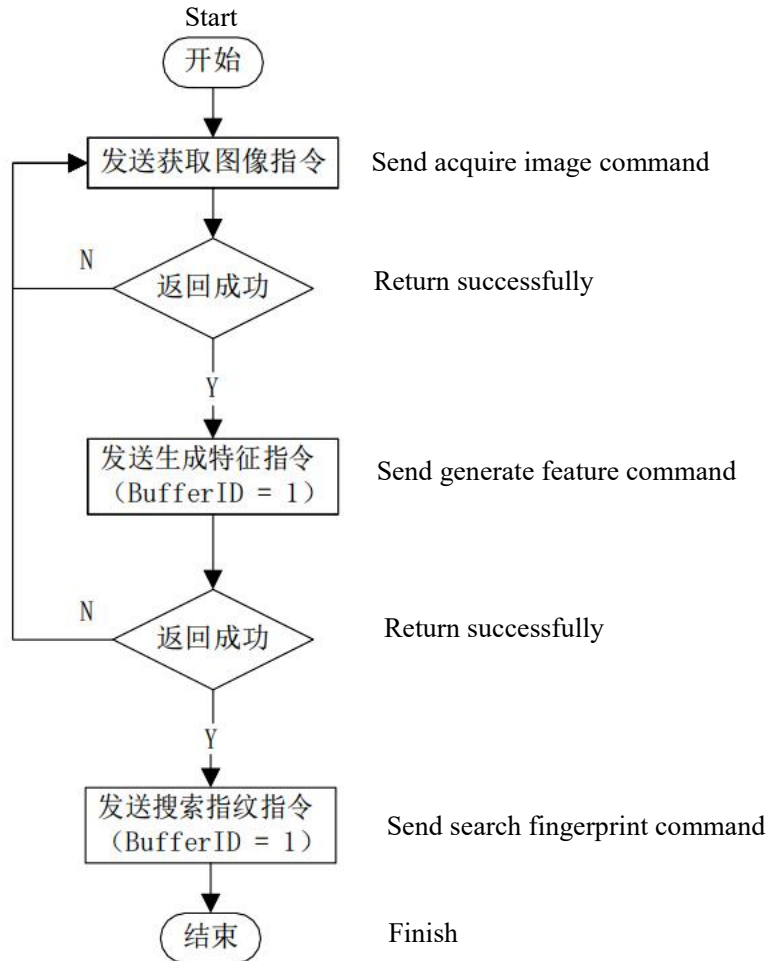 Start
开始
发送获取图像指令
Send acquire image command
N
返回成功
Return successfully
Y
发送生成特征指令
（BufferID = 1）
Send generate feature command
N
返回成功
Return successfully
Y
发送搜索指纹指令
（BufferID = 1）
Send search fingerprint command
结束
Finish